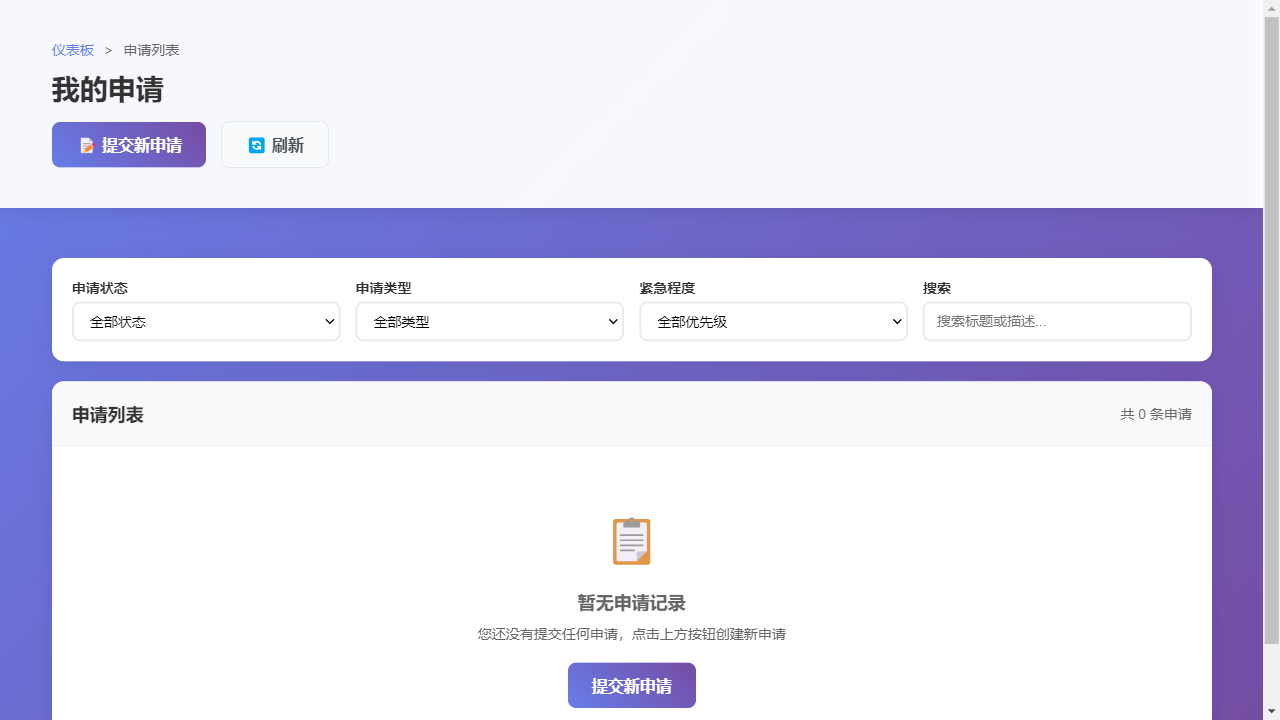 仪表板 > 申请列表
我的申请
提交新申请 刷新
申请状态 申请类型 紧急程度 搜索
全部状态 全部类型 全部优先级 搜索标题或描述...
申请列表 共 0 条申请
暂无申请记录
您还没有提交任何申请，点击上方按钮创建新申请
提交新申请